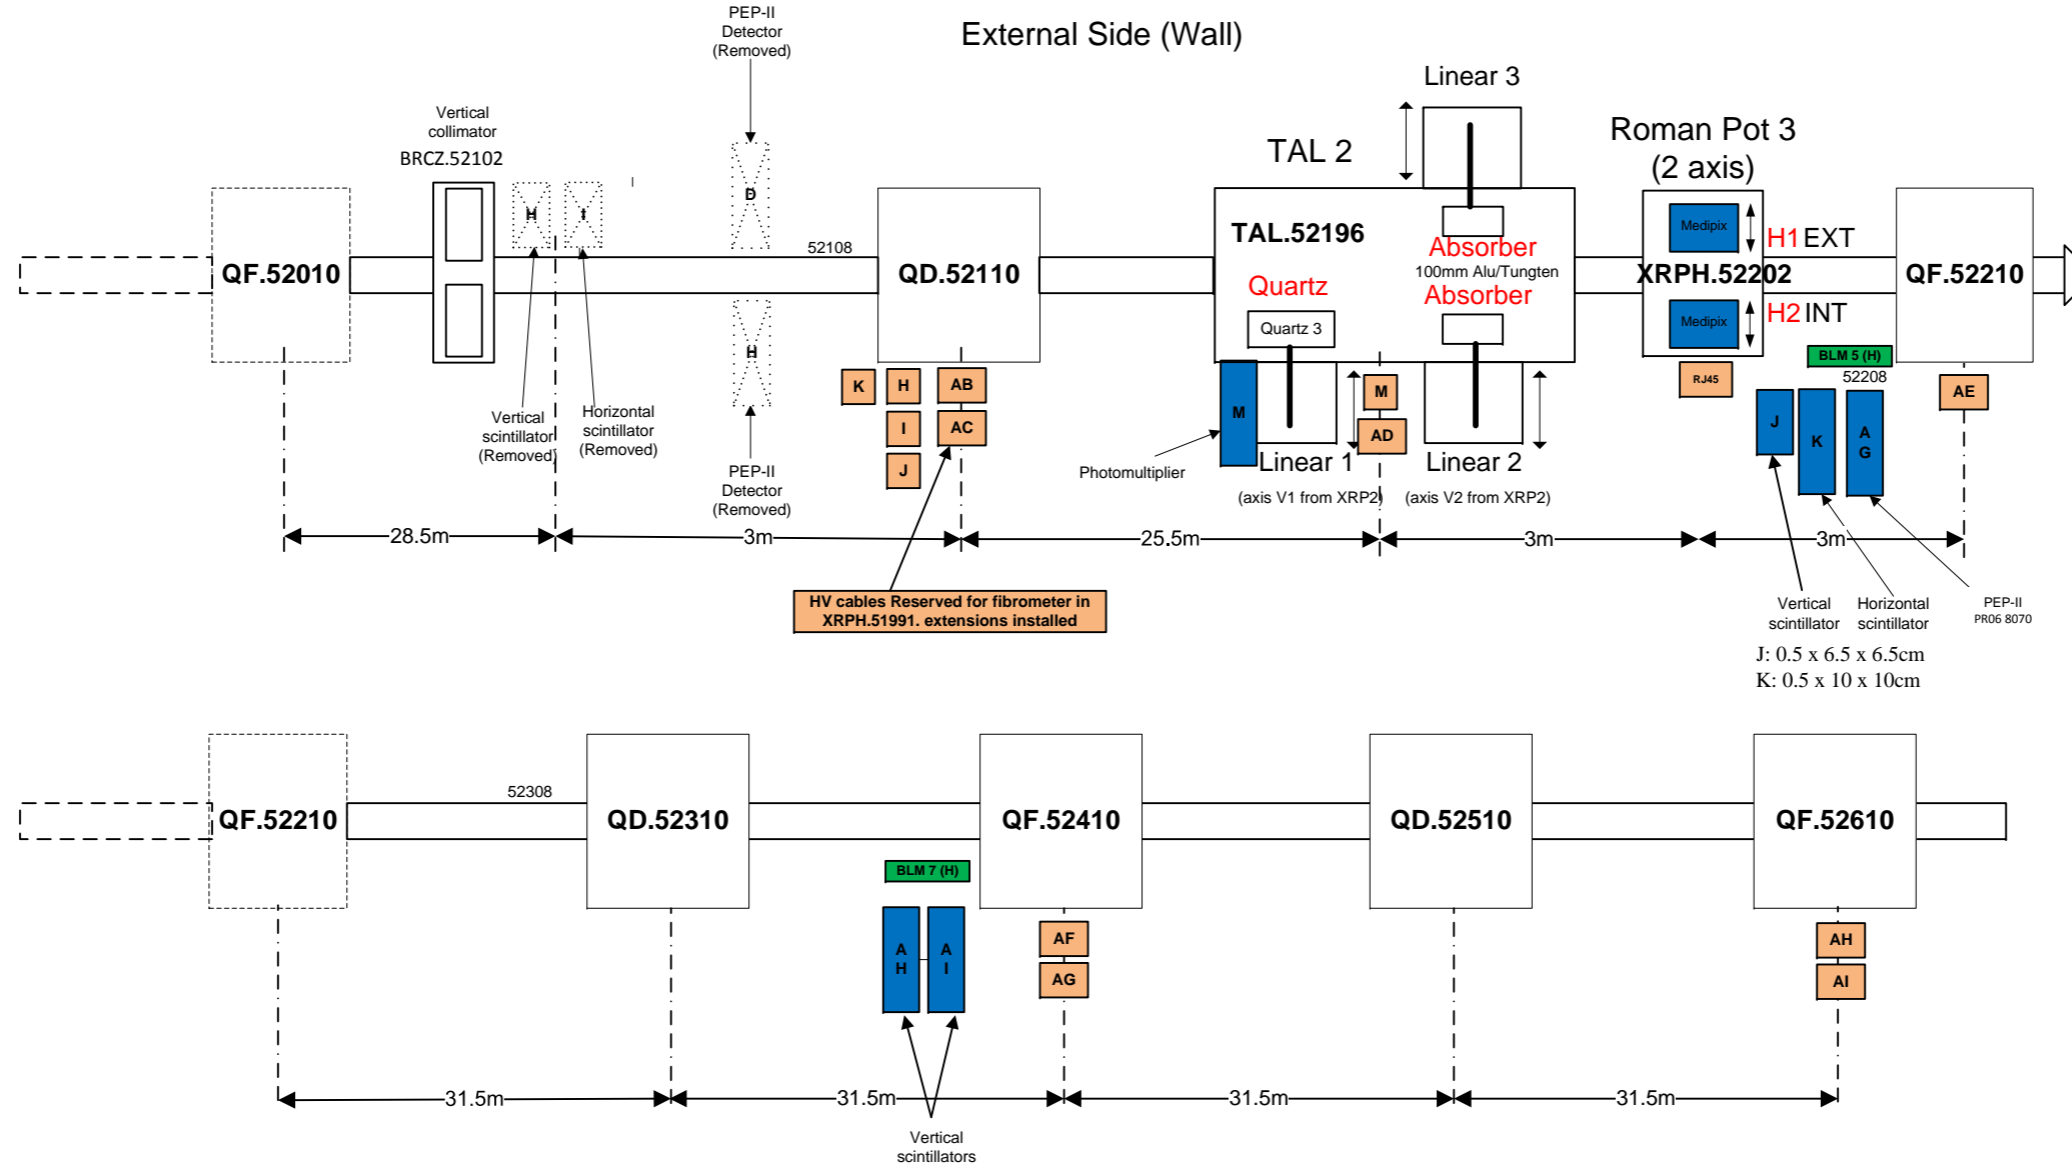 External Side (Wall)
PEP-II
Detector
(Removed)
Linear 3
Vertical
collimator
BRCZ.52102
TAL 2
Roman Pot 3
(2 axis)
H
I
D
52108
QF.52010
QD.52110
TAL.52196
Absorber
100mm Alu/Tungten
Absorber
Quartz
Quartz 3
Medipix
H1 EXT
XRPH.52202
Medipix
H2 INT
QF.52210
H
BLM 5 (H)
52208
K
H
AB
I
AC
J
M
M
AD
RJ45
J
K
A
G
AE
Vertical
scintillator
(Removed)
Horizontal
scintillator
(Removed)
PEP-II
Detector
(Removed)
Photomultiplier
Linear 1
(axis V1 from XRP2)
Linear 2
(axis V2 from XRP2)
28.5m
3m
25.5m
3m
3m
HV cables Reserved for fibrometer in
XRPH.51991. extensions installed
Vertical
scintillator
Horizontal
scintillator
PEP-II
PR06 8070
J: 0.5 x 6.5 x 6.5cm
K: 0.5 x 10 x 10cm
52308
QF.52210
QD.52310
QF.52410
QD.52510
QF.52610
BLM 7 (H)
A
H
A
I
AF
AG
AH
AI
31.5m
31.5m
31.5m
31.5m
Vertical
scintillators